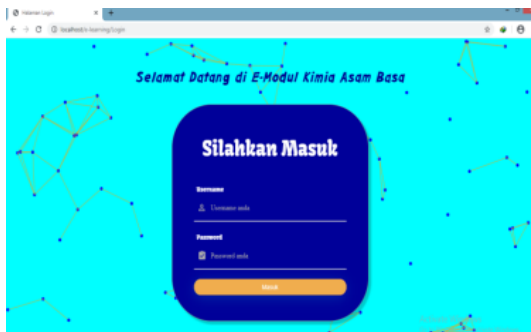 Halaman Login
localhost/e-learning/Login
Selamat Datang di E-Modul Kimia Asam Basa
Silahkan Masuk
Username
Username anda
Password
Password anda
MASUK